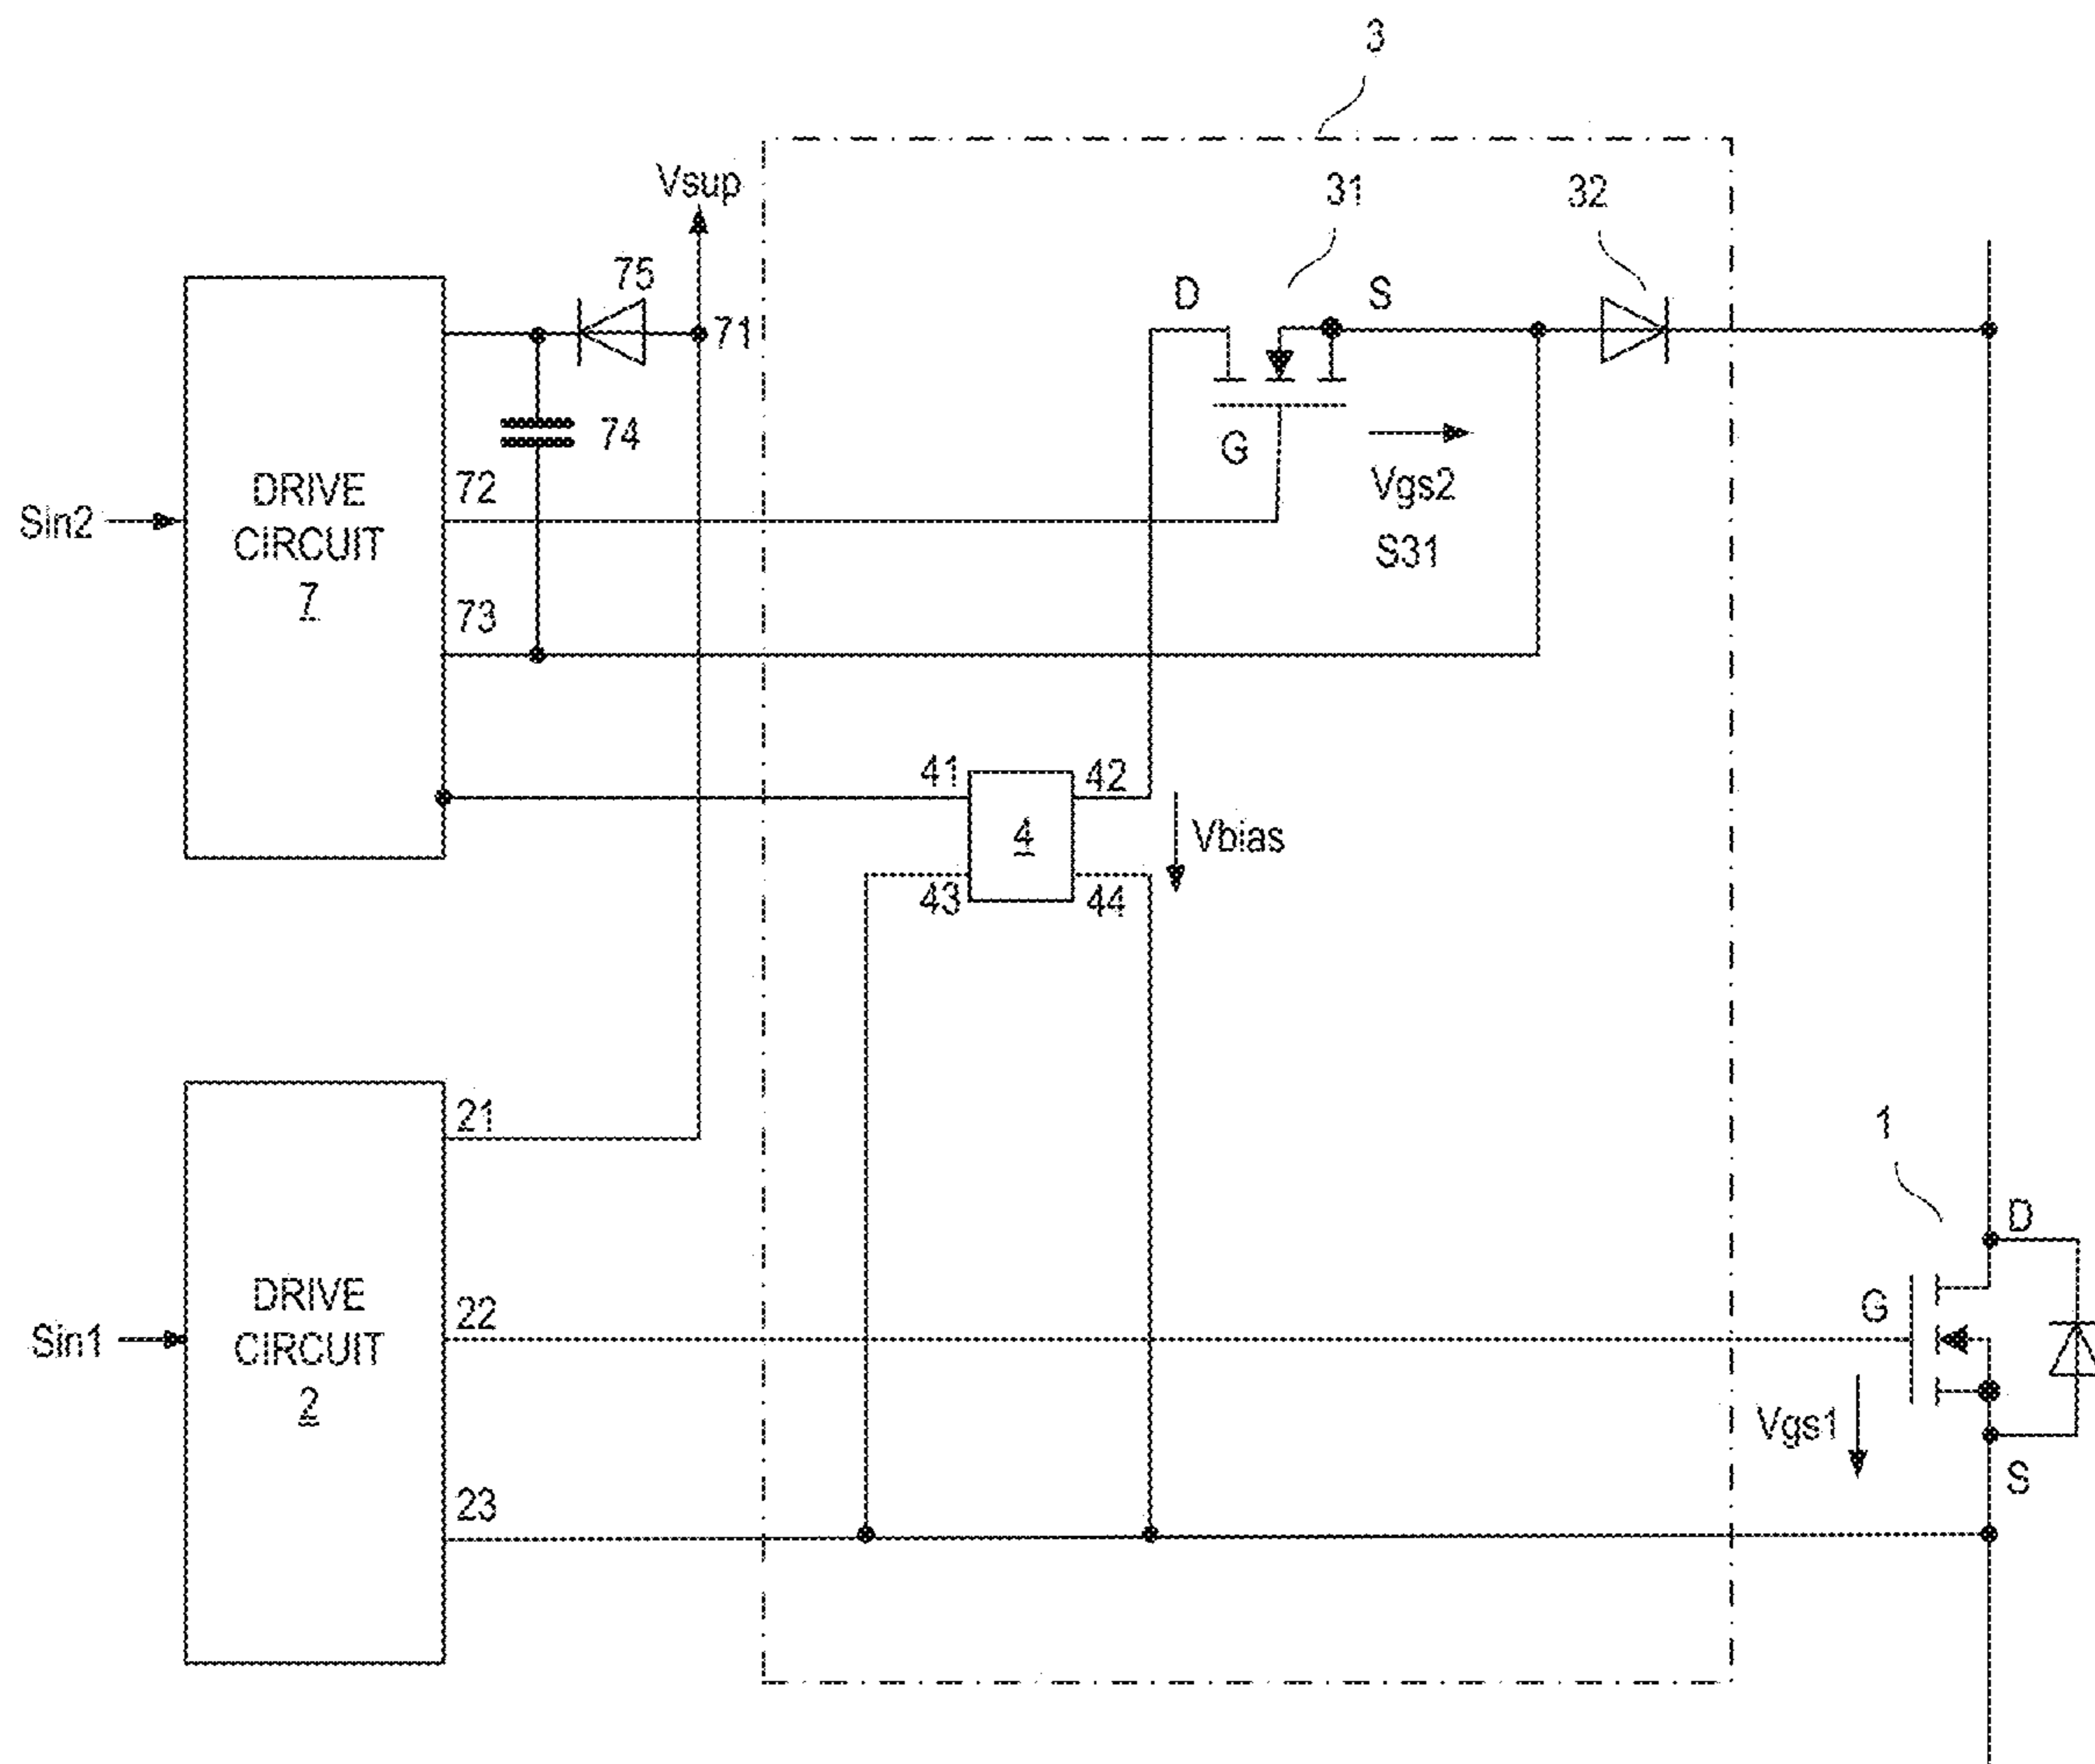 3
Vsup
31
32
75
D
S
71
74
G
DRIVE
CIRCUIT
7
72
Vgs2
Sin2
S31
73
41
42
4
Vbias
43
44
21
1
D
DRIVE
CIRCUIT
2
22
G
Sin1
Vgs1
S
23